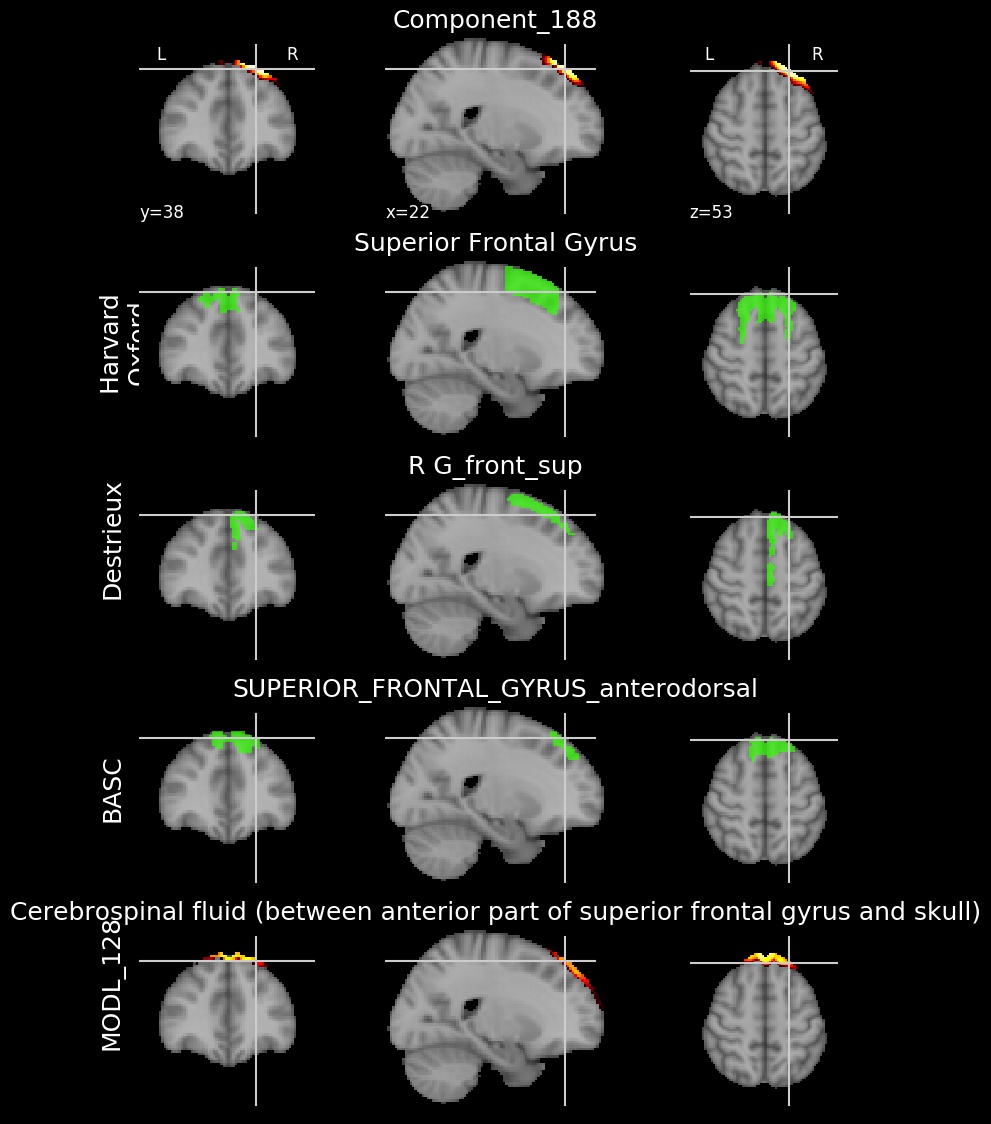 Component_188
L R L R
y=38 x=22 z=53
Superior Frontal Gyrus
Harvard
Oxford
R G_front_sup
Destrieux
SUPERIOR_FRONTAL_GYRUS_anterodorsal
BASC
Cerebrospinal fluid (between anterior part of superior frontal gyrus and skull)
MODL_128